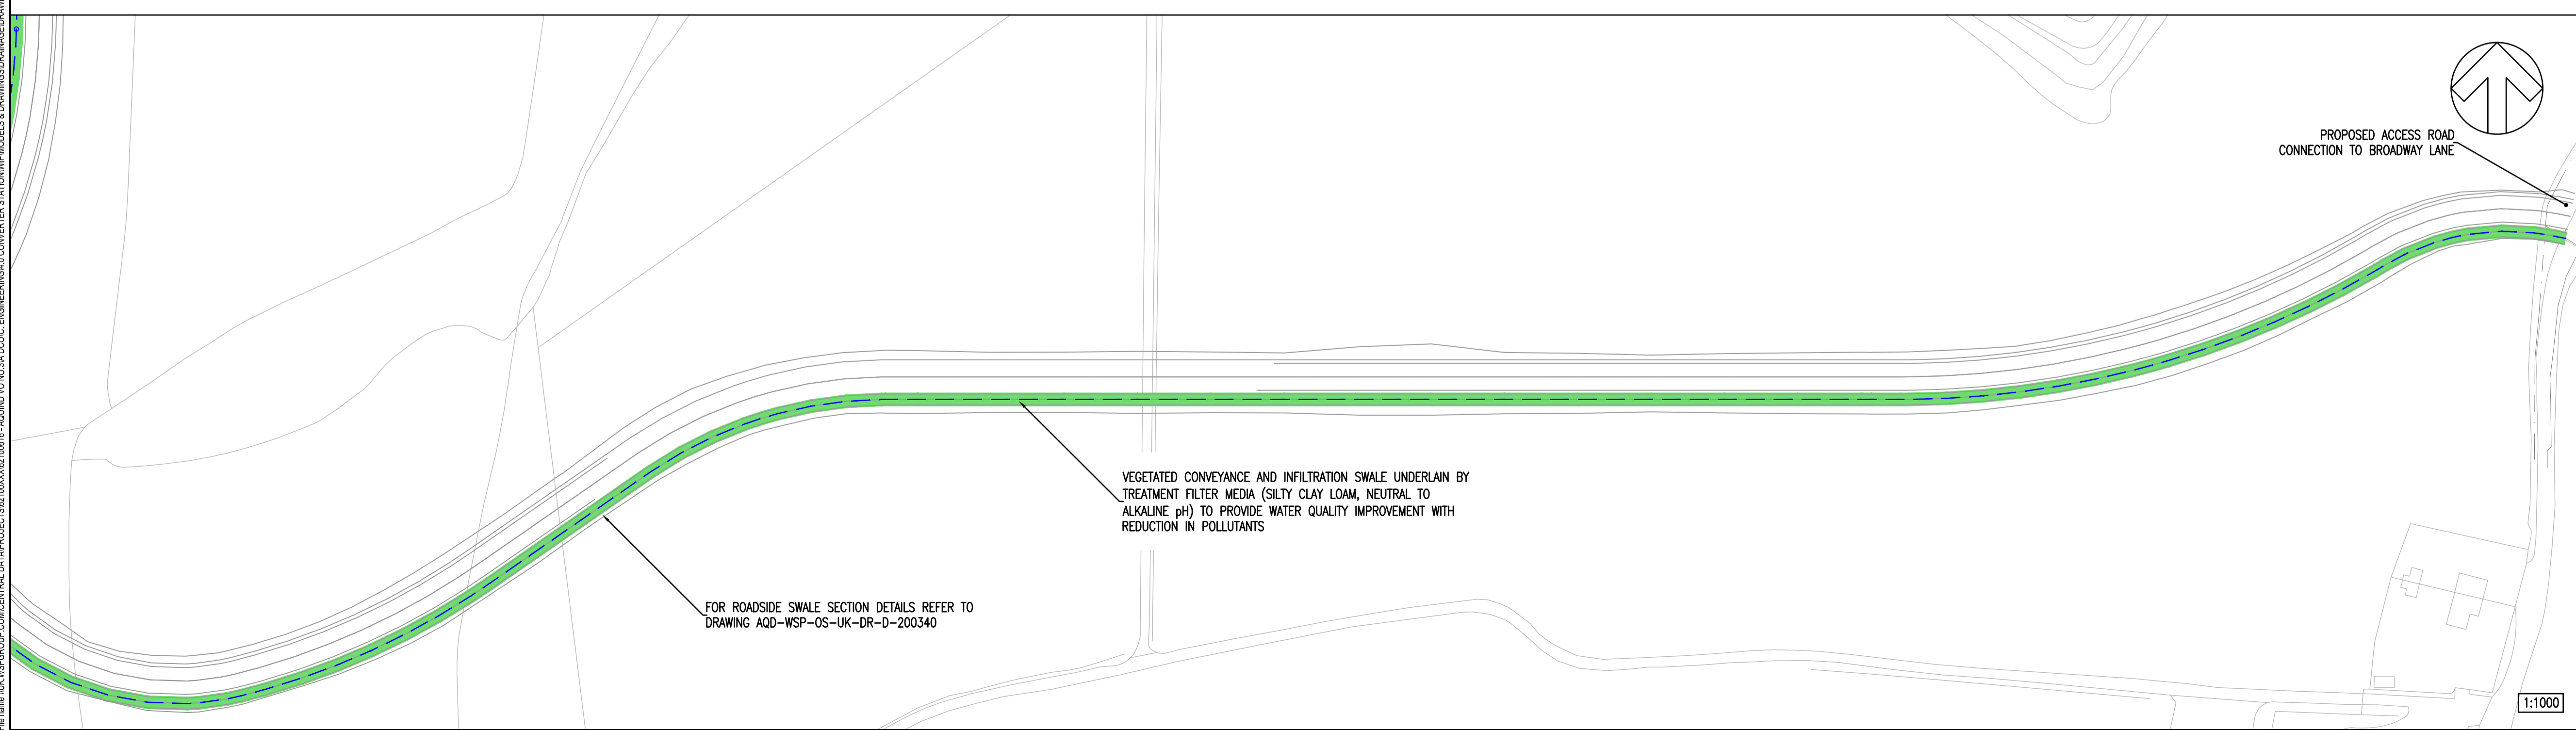 PROPOSED ACCESS ROAD
CONNECTION TO BROADWAY LANE
VEGETATED CONVEYANCE AND INFILTRATION SWALE UNDERLAIN BY
TREATMENT FILTER MEDIA (SILTY CLAY LOAM, NEUTRAL TO
ALKALINE pH) TO PROVIDE WATER QUALITY IMPROVEMENT WITH
REDUCTION IN POLLUTANTS
FOR ROADSIDE SWALE SECTION DETAILS REFER TO
DRAWING AQD-WSP-OS-UK-DR-D-200340
1:1000